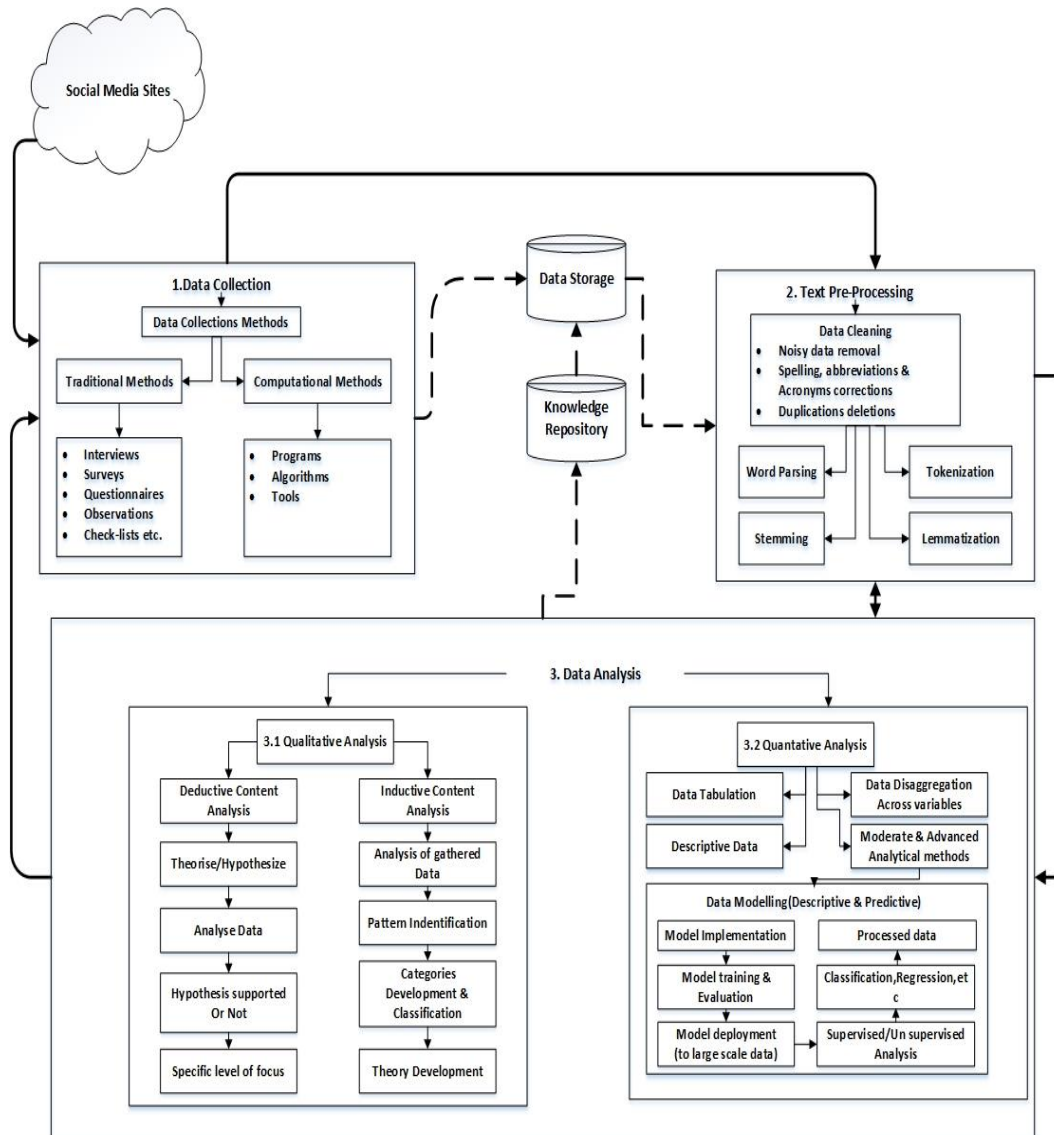 Social Media Sites
1.Data Collection
Data Collections Methods
Traditional Methods
Computational Methods
• Interviews
• Surveys
• Questionnaires
• Observations
• Check-lists etc.
• Programs
• Algorithms
• Tools
Data Storage
Knowledge
Repository
2. Text Pre-Processing
Data Cleaning
• Noisy data removal
• Spelling, abbreviations &
Acronyms corrections
• Duplications deletions
Word Parsing
Tokenization
Stemming
Lemmatization
3. Data Analysis
3.1 Qualitative Analysis
Deductive Content
Analysis
Theorise/Hypothesize
Analyse Data
Hypothesis supported
Or Not
Specific level of focus
Inductive Content
Analysis
Analysis of gathered
Data
Pattern Indentification
Categories
Development &
Classification
Theory Development
3.2 Quantative Analysis
Data Tabulation
Data Disaggregation
Across variables
Descriptive Data
Moderate & Advanced
Analytical methods
Data Modelling(Descriptive & Predictive)
Model Implementation
Model training &
Evaluation
Model deployment
(to large scale data)
Processed data
Classification,Regression,et
c
Supervised/Un supervised
Analysis